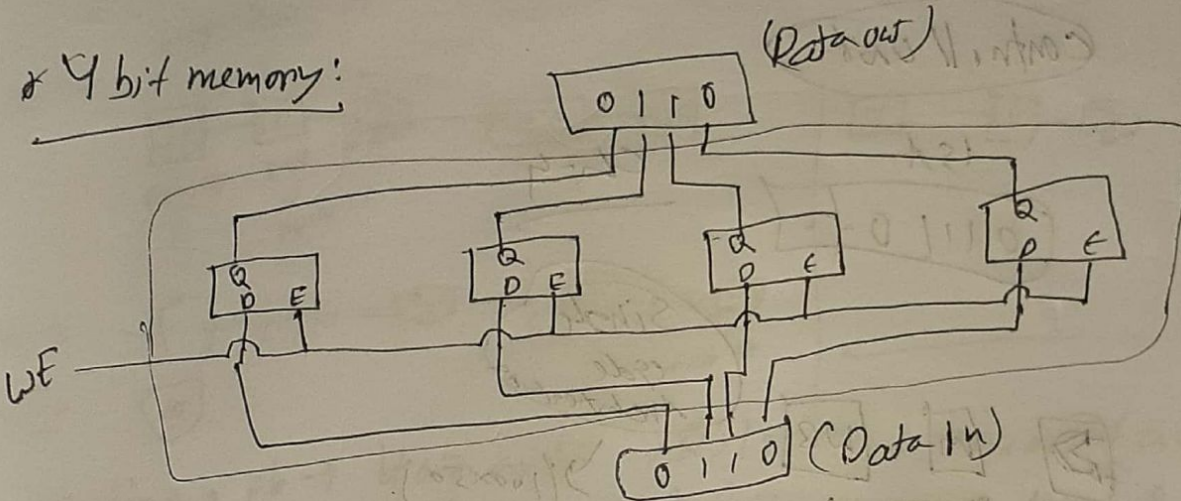 * 4 bit memory:
(Data out)
0 1 1 0
Q Q Q Q
D E D E D E D E
WE
0 1 1 0 (Data In)